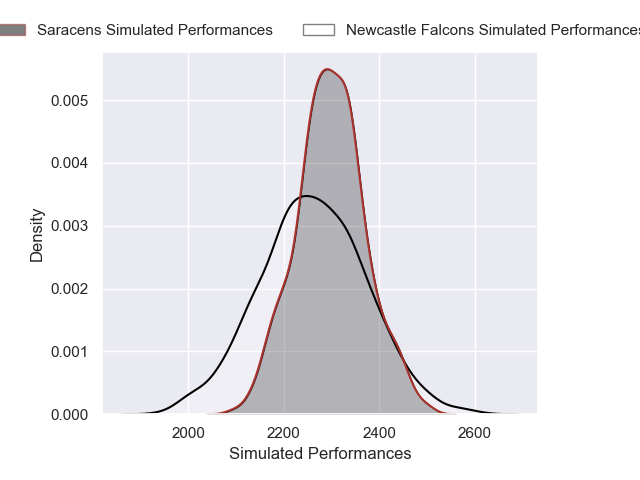 Saracens Simulated Performances
Newcastle Falcons Simulated Performances
0.005
0.004
0.003
0.002
0.001
0.000
Density
2000
2200
2400
2600
Simulated Performances